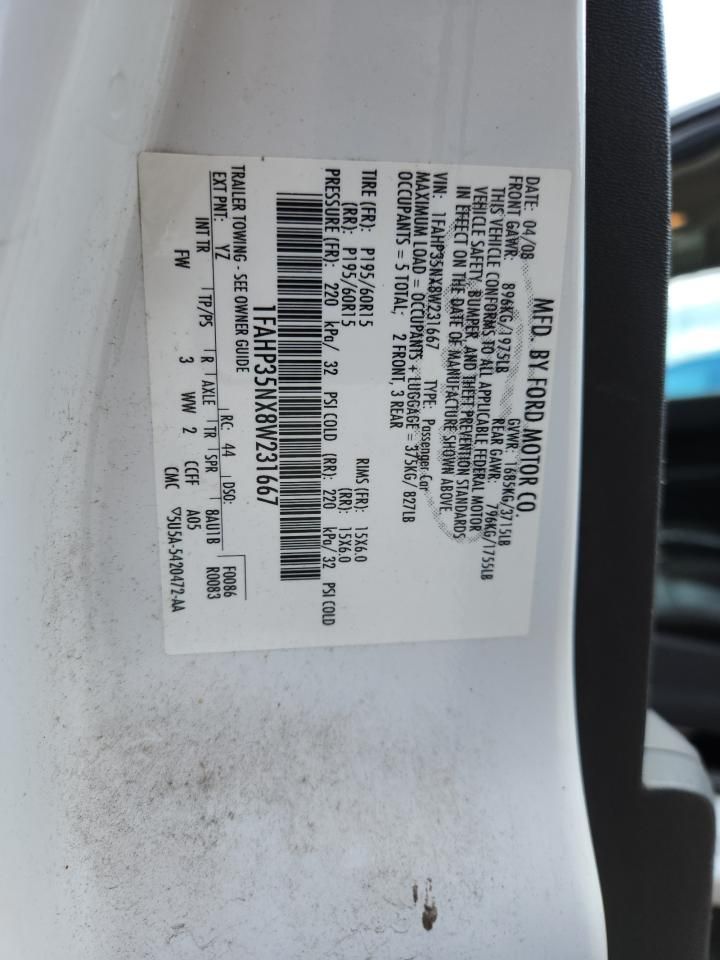 MFD. BY FORD MOTOR CO.
DATE: 04/08 GVWR: 1685KG/3715LB
FRONT GAWR: 896KG/1975LB REAR GAWR: 796KG/1755LB
THIS VEHICLE CONFORMS TO ALL APPLICABLE FEDERAL MOTOR
VEHICLE SAFETY, BUMPER, AND THEFT PREVENTION STANDARDS
IN EFFECT ON THE DATE OF MANUFACTURE SHOWN ABOVE.
VIN: 1FAHP35NX8W231667 TYPE: Passenger Car
MAXIMUM LOAD = OCCUPANTS + LUGGAGE = 375KG/ 827LB
OCCUPANTS = 5 TOTAL; 2 FRONT, 3 REAR
TIRE (FR): P195/60R15 RIMS (FR): 15X6.0
(RR): P195/60R15 (RR): 15X6.0
PRESSURE (FR): 220 kPa/ 32 PSI COLD (RR): 220 kPa/ 32 PSI COLD
1FAHP35NX8W231667
TRAILER TOWING - SEE OWNER GUIDE
EXT PNT: YZ RC: 44 DSO: F0086
R0083
INT TR TP/PS R AXLE TR SPR 8AU1B
FW 3 WW 2 CCFF A05
CMC ▽5U5A-5420472-AA